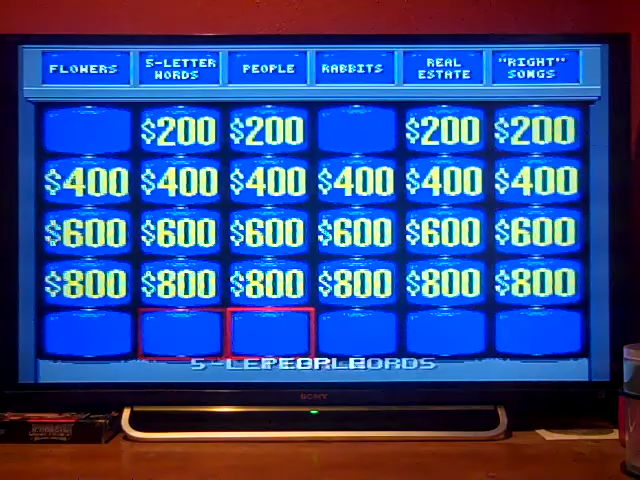 FLOWERS
5-LETTER WORDS
PEOPLE
RABBITS
REAL ESTATE
"RIGHT" SONGS
$200 $200 $200 $200
$400 $400 $400 $400 $400 $400
$600 $600 $600 $600 $600 $600
$800 $800 $800 $800 $800 $800
SONY